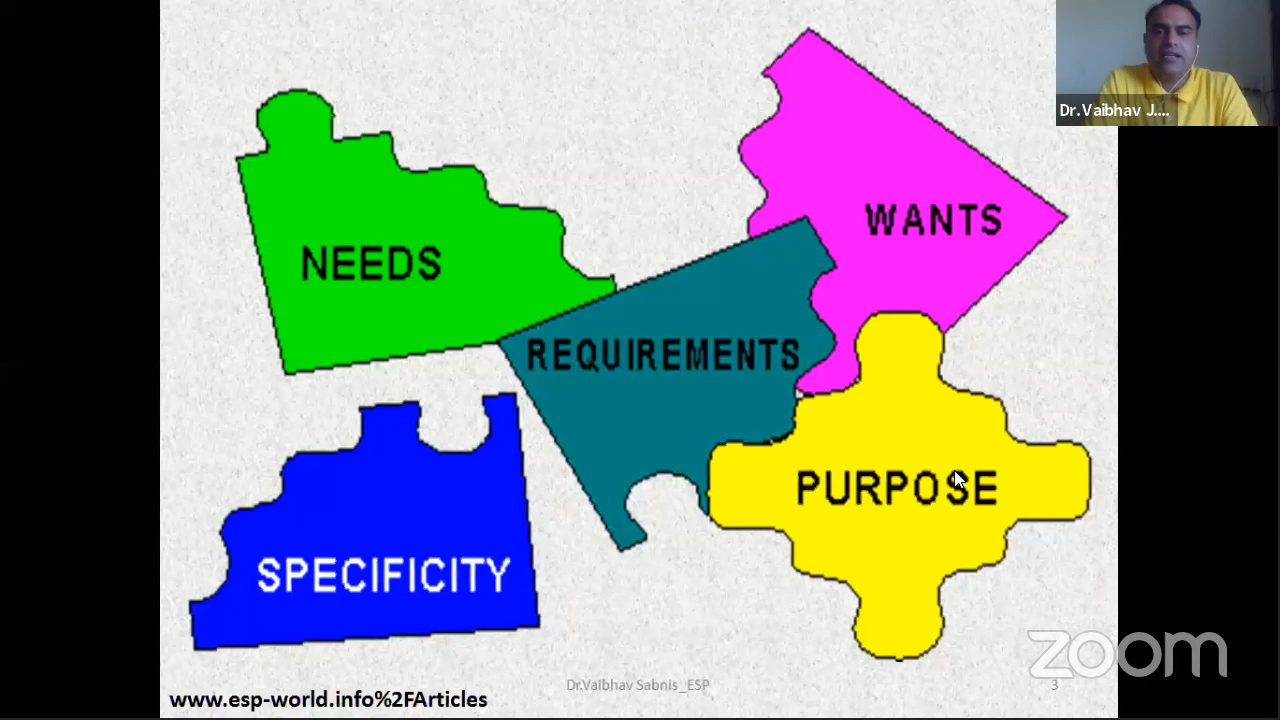 Dr.Vaibhav J....
WANTS
NEEDS
REQUIREMENTS
PURPOSE
SPECIFICITY
zoom
Dr.Vaibhav Sabnis_ESP
3
www.esp-world.info%2FArticles